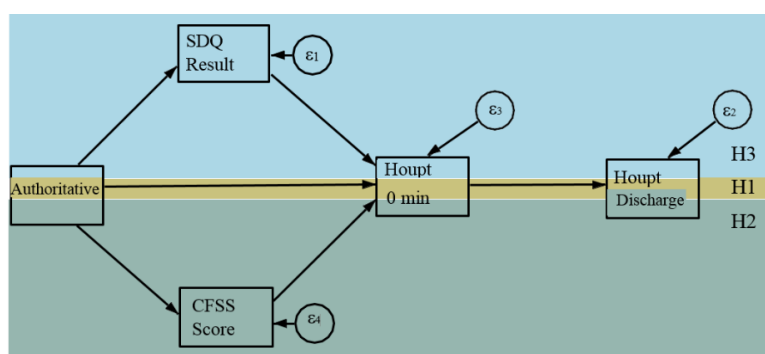 SDQ
Result
ε1
ε3
ε2
H3
Authoritative
Houpt
0 min
Houpt
Discharge
H1
H2
CFSS
Score
ε4